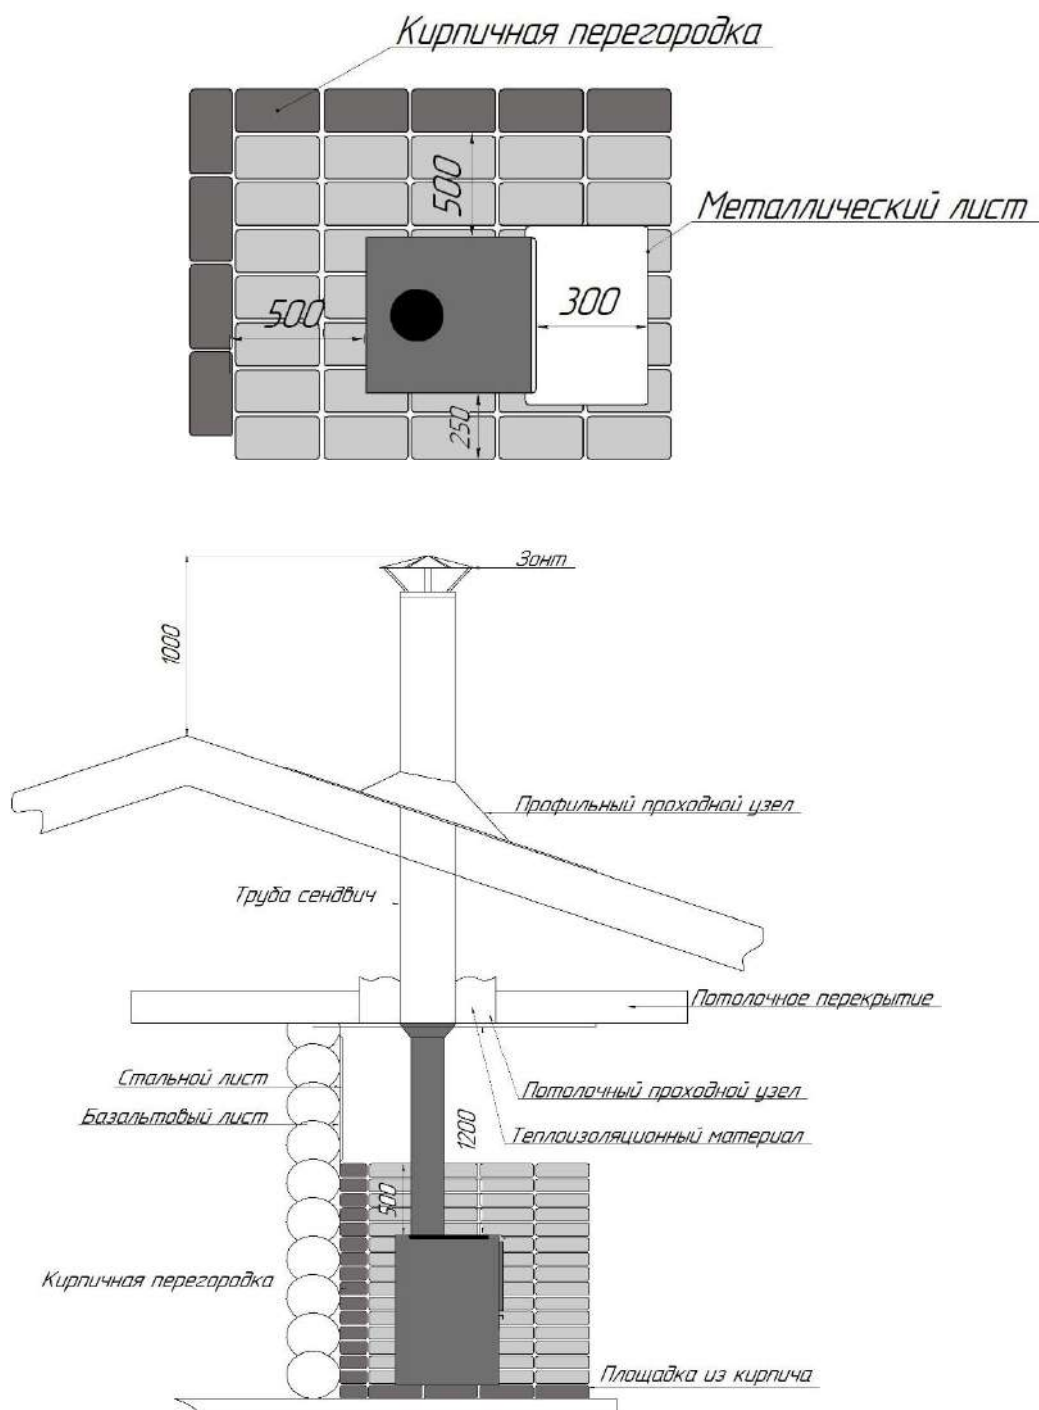 Кирпичная перегородка
500
Металлический лист
500
300
250
Зонт
1000
Профильный проходной узел
Труба сендвич
Потолочное перекрытие
Стальной лист
Потолочный проходной узел
Базальтовый лист
1200
Теплоизоляционный материал
500
Кирпичная перегородка
Площадка из кирпича